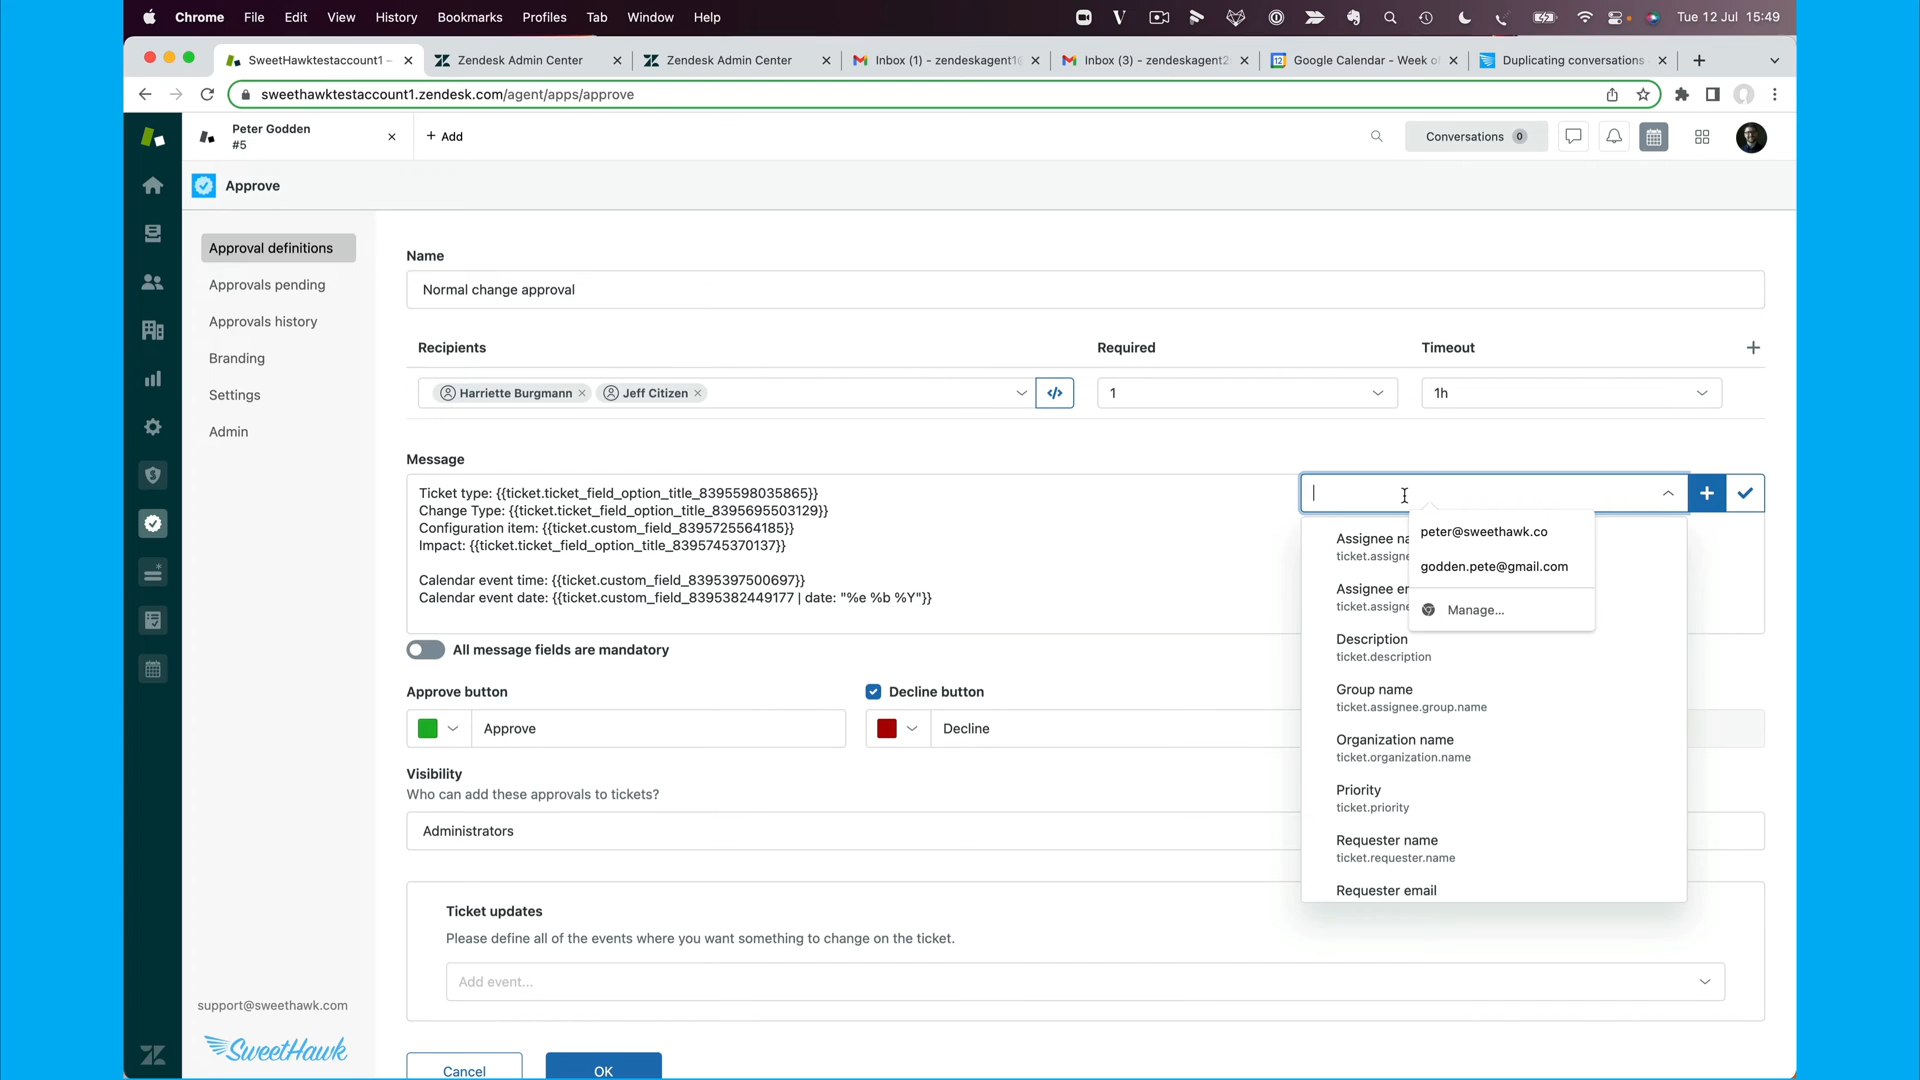 Chrome File Edit View History Bookmarks Profiles Tab Window Help
Tue 12 Jul 15:49
SweetHawktestaccount1 –
Zendesk Admin Center
Zendesk Admin Center
Inbox (1) - zendeskagent1@
Inbox (3) - zendeskagent2
Google Calendar - Week o
Duplicating conversations
sweethawktestaccount1.zendesk.com/agent/apps/approve
Peter Godden
#5
+ Add
Conversations 0
Approve
Approval definitions
Approvals pending
Approvals history
Branding
Settings
Admin
support@sweethawk.com
SweetHawk
Name
Normal change approval
Recipients Required Timeout
Harriette Burgmann
Jeff Citizen
</>
1
1h
Message
Ticket type: {{ticket.ticket_field_option_title_8395598035865}}
Change Type: {{ticket.ticket_field_option_title_8395695503129}}
Configuration item: {{ticket.custom_field_8395725564185}}
Impact: {{ticket.ticket_field_option_title_8395745370137}}
Calendar event time: {{ticket.custom_field_8395397500697}}
Calendar event date: {{ticket.custom_field_8395382449177 | date: "%e %b %Y"}}
All message fields are mandatory
Approve button
Approve
Decline button
Decline
Visibility
Who can add these approvals to tickets?
Administrators
Ticket updates
Please define all of the events where you want something to change on the ticket.
Add event...
Cancel
OK
Assignee na
ticket.assigne
Assignee em
ticket.assigne
Description
ticket.description
Group name
ticket.assignee.group.name
Organization name
ticket.organization.name
Priority
ticket.priority
Requester name
ticket.requester.name
Requester email
peter@sweethawk.co
godden.pete@gmail.com
Manage...